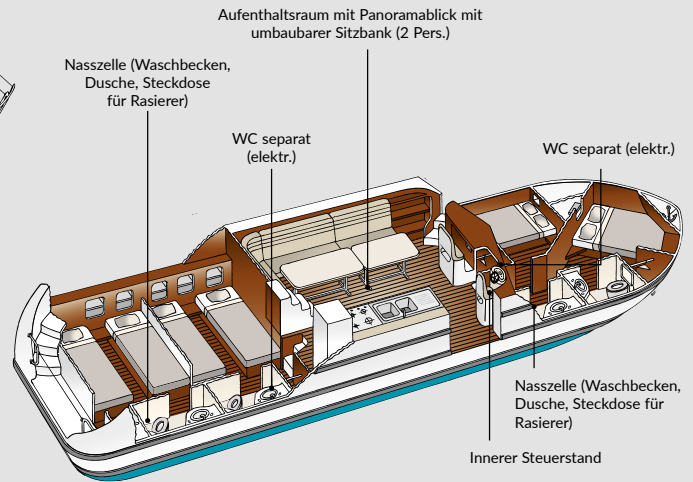 Aufenthaltsraum mit Panoramablick mit
umbaubarer Sitzbank (2 Pers.)
Nasszelle (Waschbecken,
Dusche, Steckdose
für Rasierer)
WC separat
(elektr.)
WC separat (elektr.)
Nasszelle (Waschbecken,
Dusche, Steckdose für
Rasierer)
Innerer Steuerstand